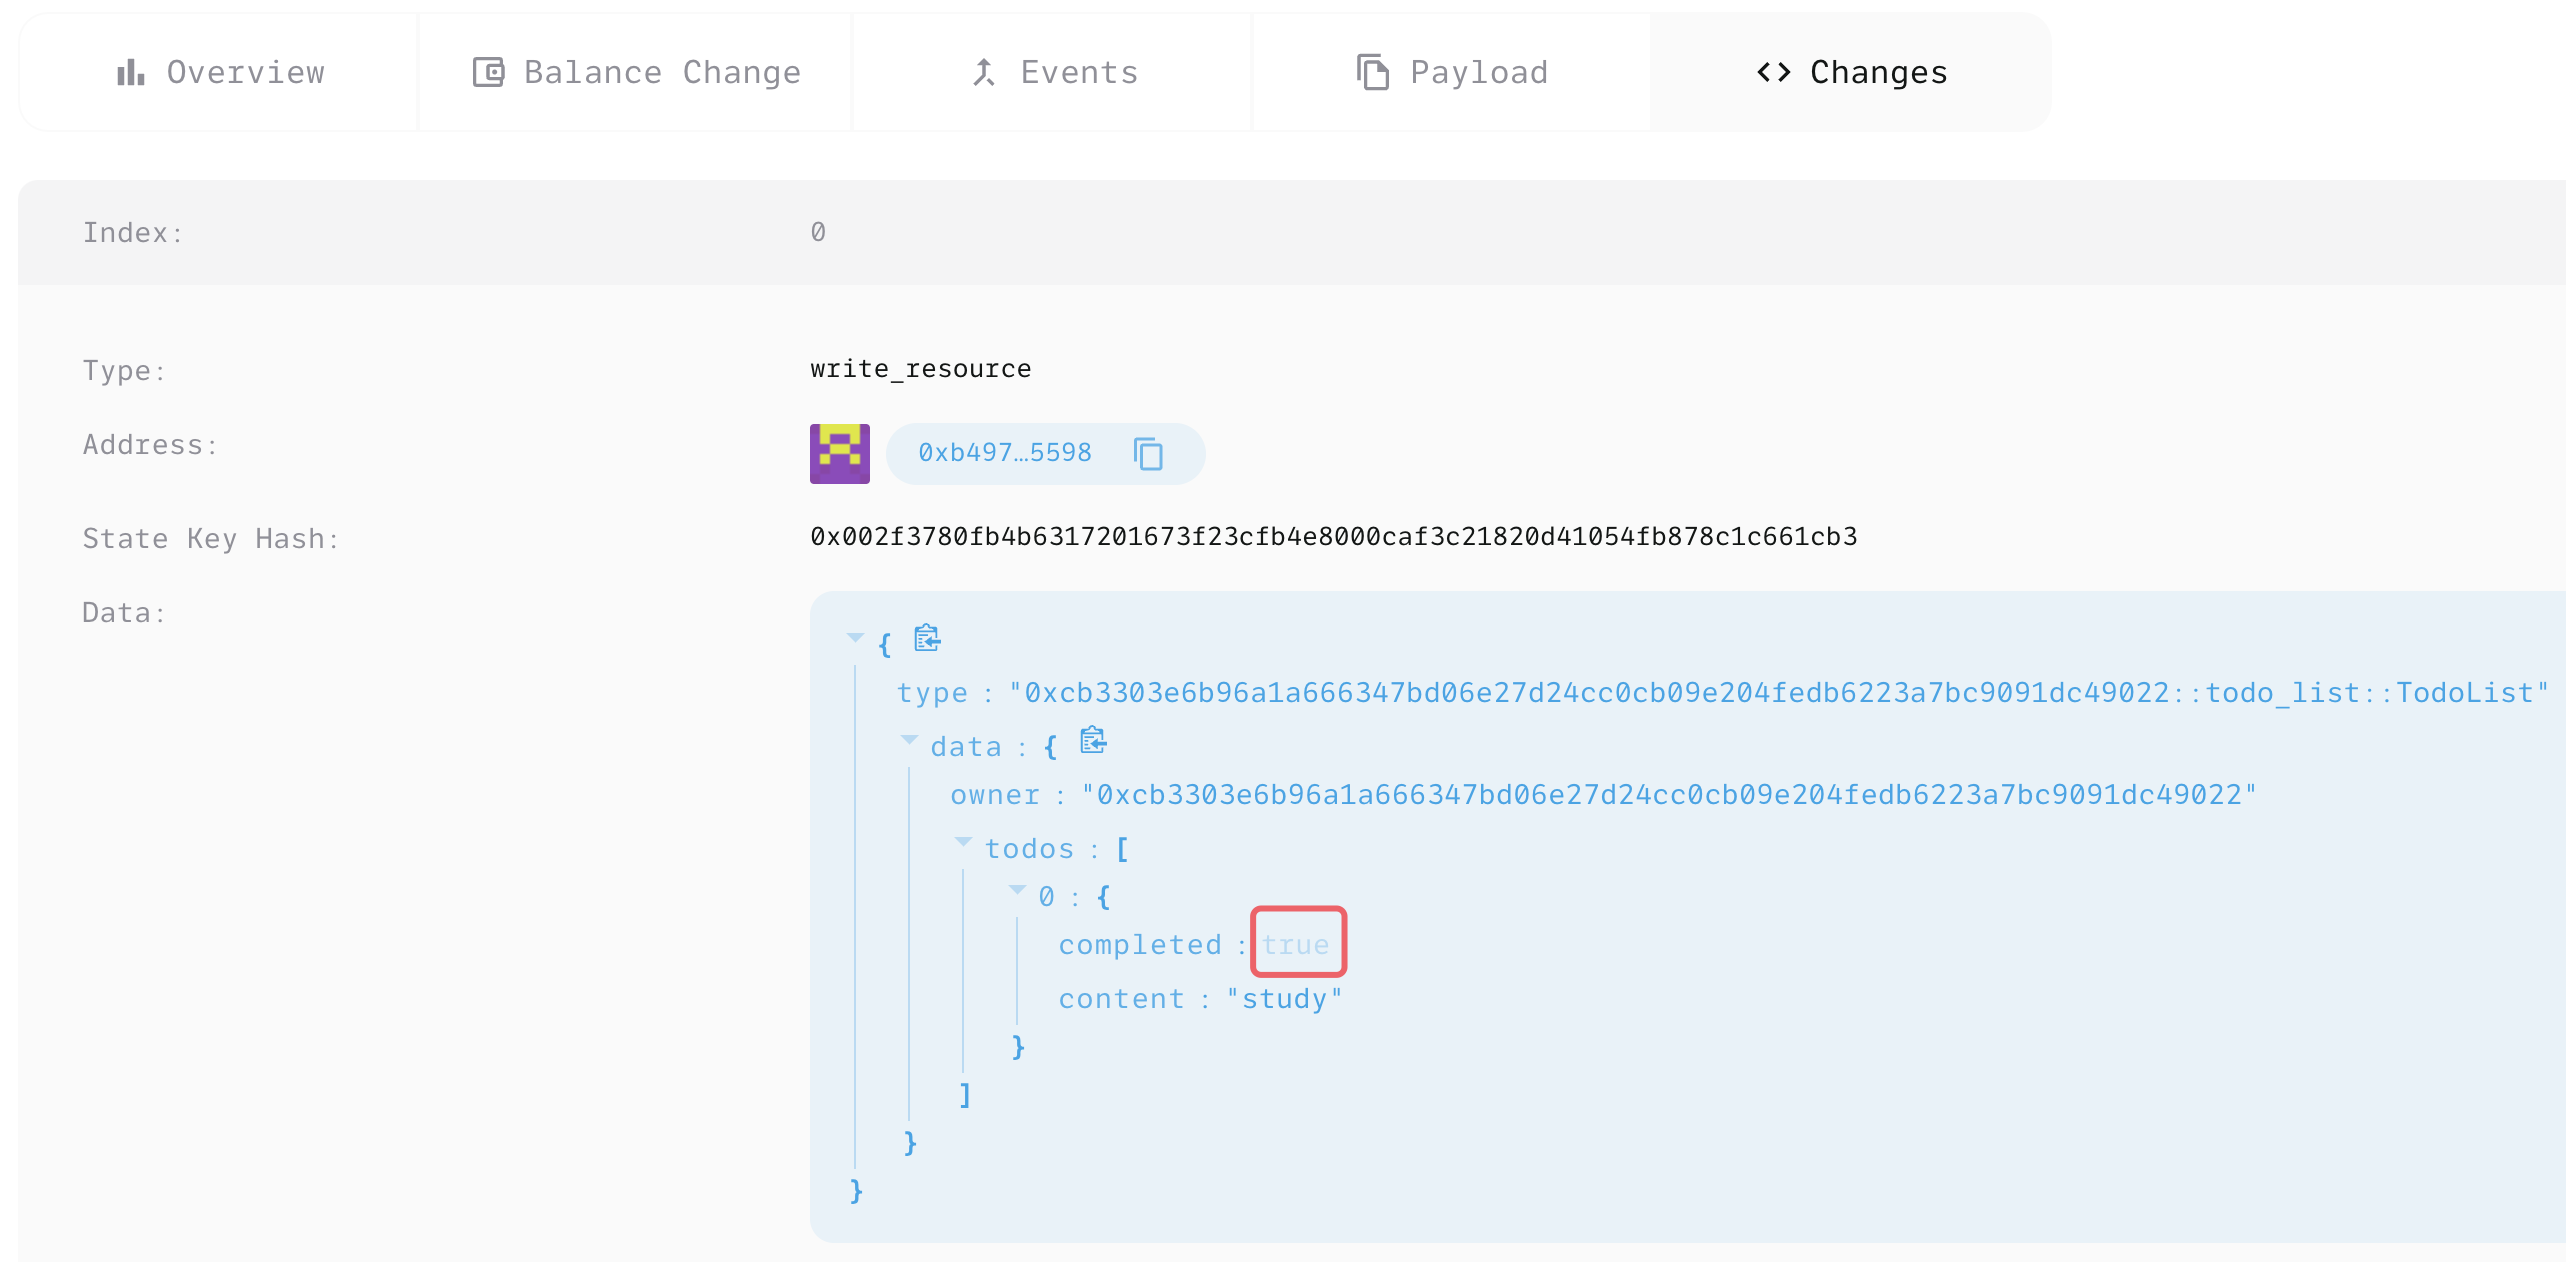 Overview Balance Change Events Payload Changes
Index: 0
Type: write_resource
Address: 0xb497…5598
State Key Hash: 0x002f3780fb4b6317201673f23cfb4e8000caf3c21820d41054fb878c1c661cb3
Data:
{
type : "0xcb3303e6b96a1a666347bd06e27d24cc0cb09e204fedb6223a7bc9091dc49022::todo_list::TodoList"
data : {
owner : "0xcb3303e6b96a1a666347bd06e27d24cc0cb09e204fedb6223a7bc9091dc49022"
todos : [
0 : {
completed : true
content : "study"
}
]
}
}